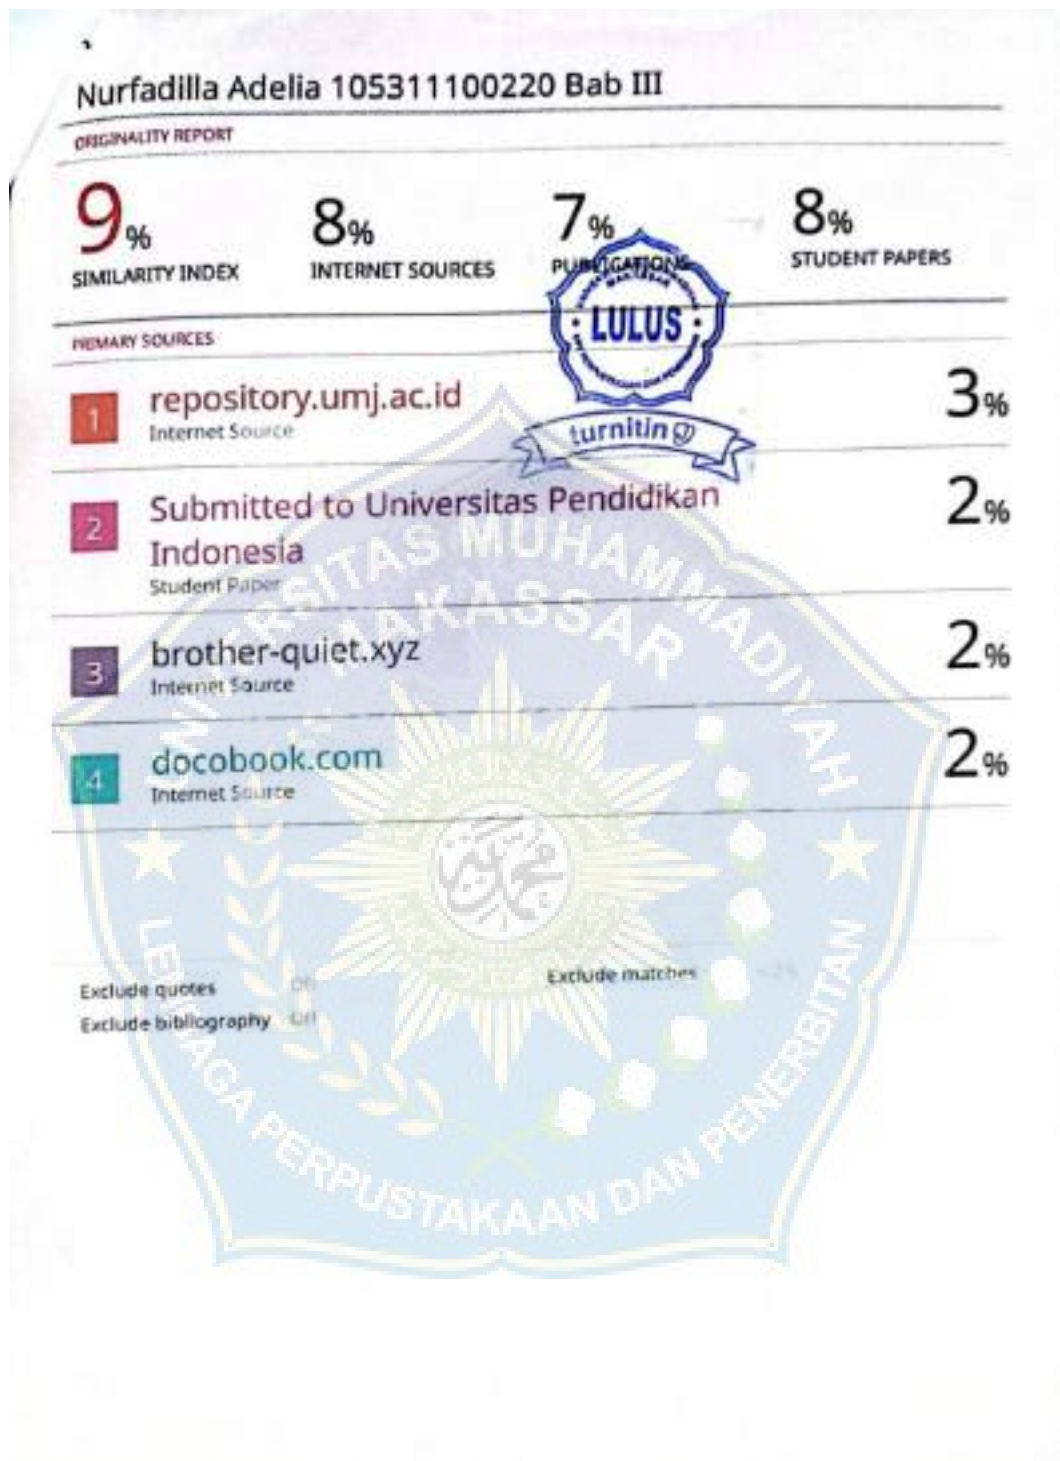 Nurfadilla Adelia 105311100220 Bab III
ORIGINALITY REPORT
9%
SIMILARITY INDEX
8%
INTERNET SOURCES
7%
PUBLICATIONS
8%
STUDENT PAPERS
LULUS
turnitin
PRIMARY SOURCES
1
repository.umj.ac.id
Internet Source
3%
2
Submitted to Universitas Pendidikan
Indonesia
Student Paper
2%
3
brother-quiet.xyz
Internet Source
2%
4
docobook.com
Internet Source
2%
Exclude quotes
Exclude matches
Exclude bibliography
UNIVERSITAS MUHAMMADIYAH
MAKASSAR
LEMBAGA PERPUSTAKAAN DAN PENERBITAN